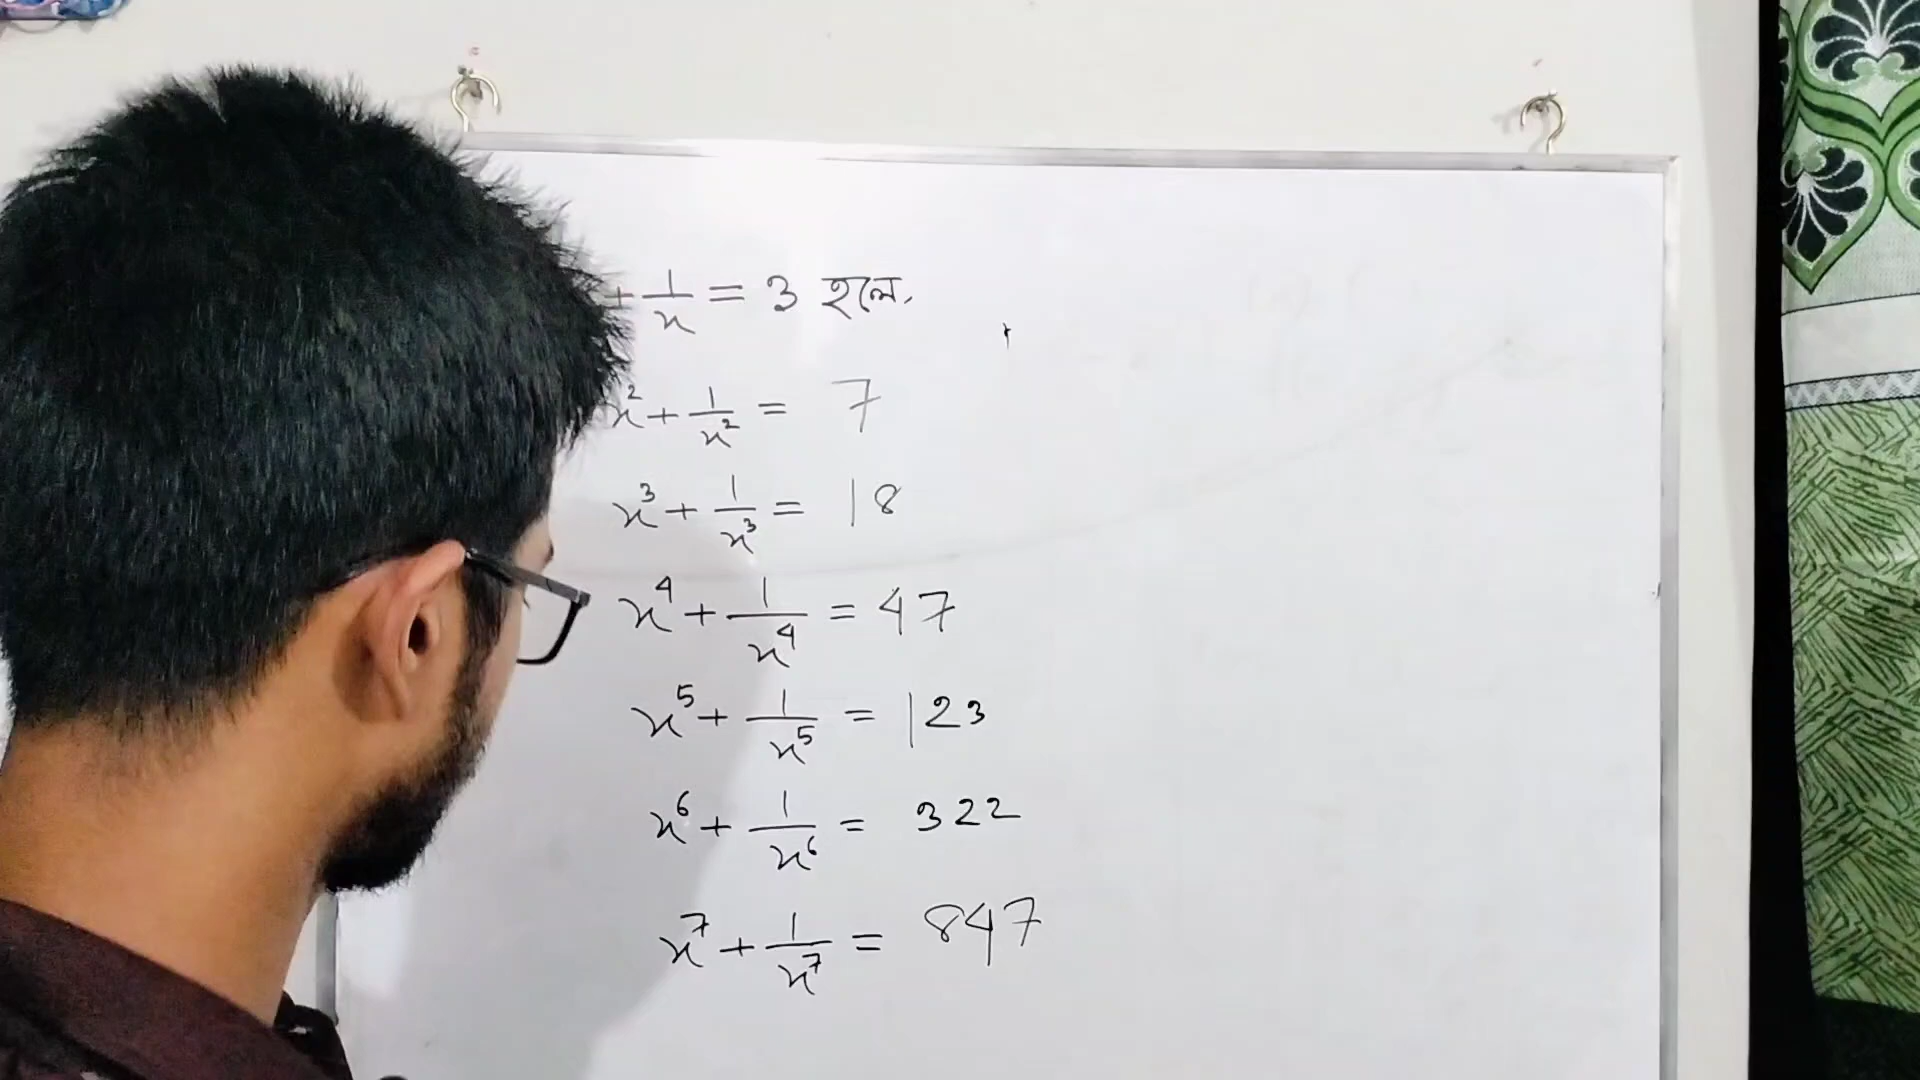 + 1/x = 3 হলে,
x² + 1/x² = 7
x³ + 1/x³ = 18
x⁴ + 1/x⁴ = 47
x⁵ + 1/x⁵ = 123
x⁶ + 1/x⁶ = 322
x⁷ + 1/x⁷ = 847